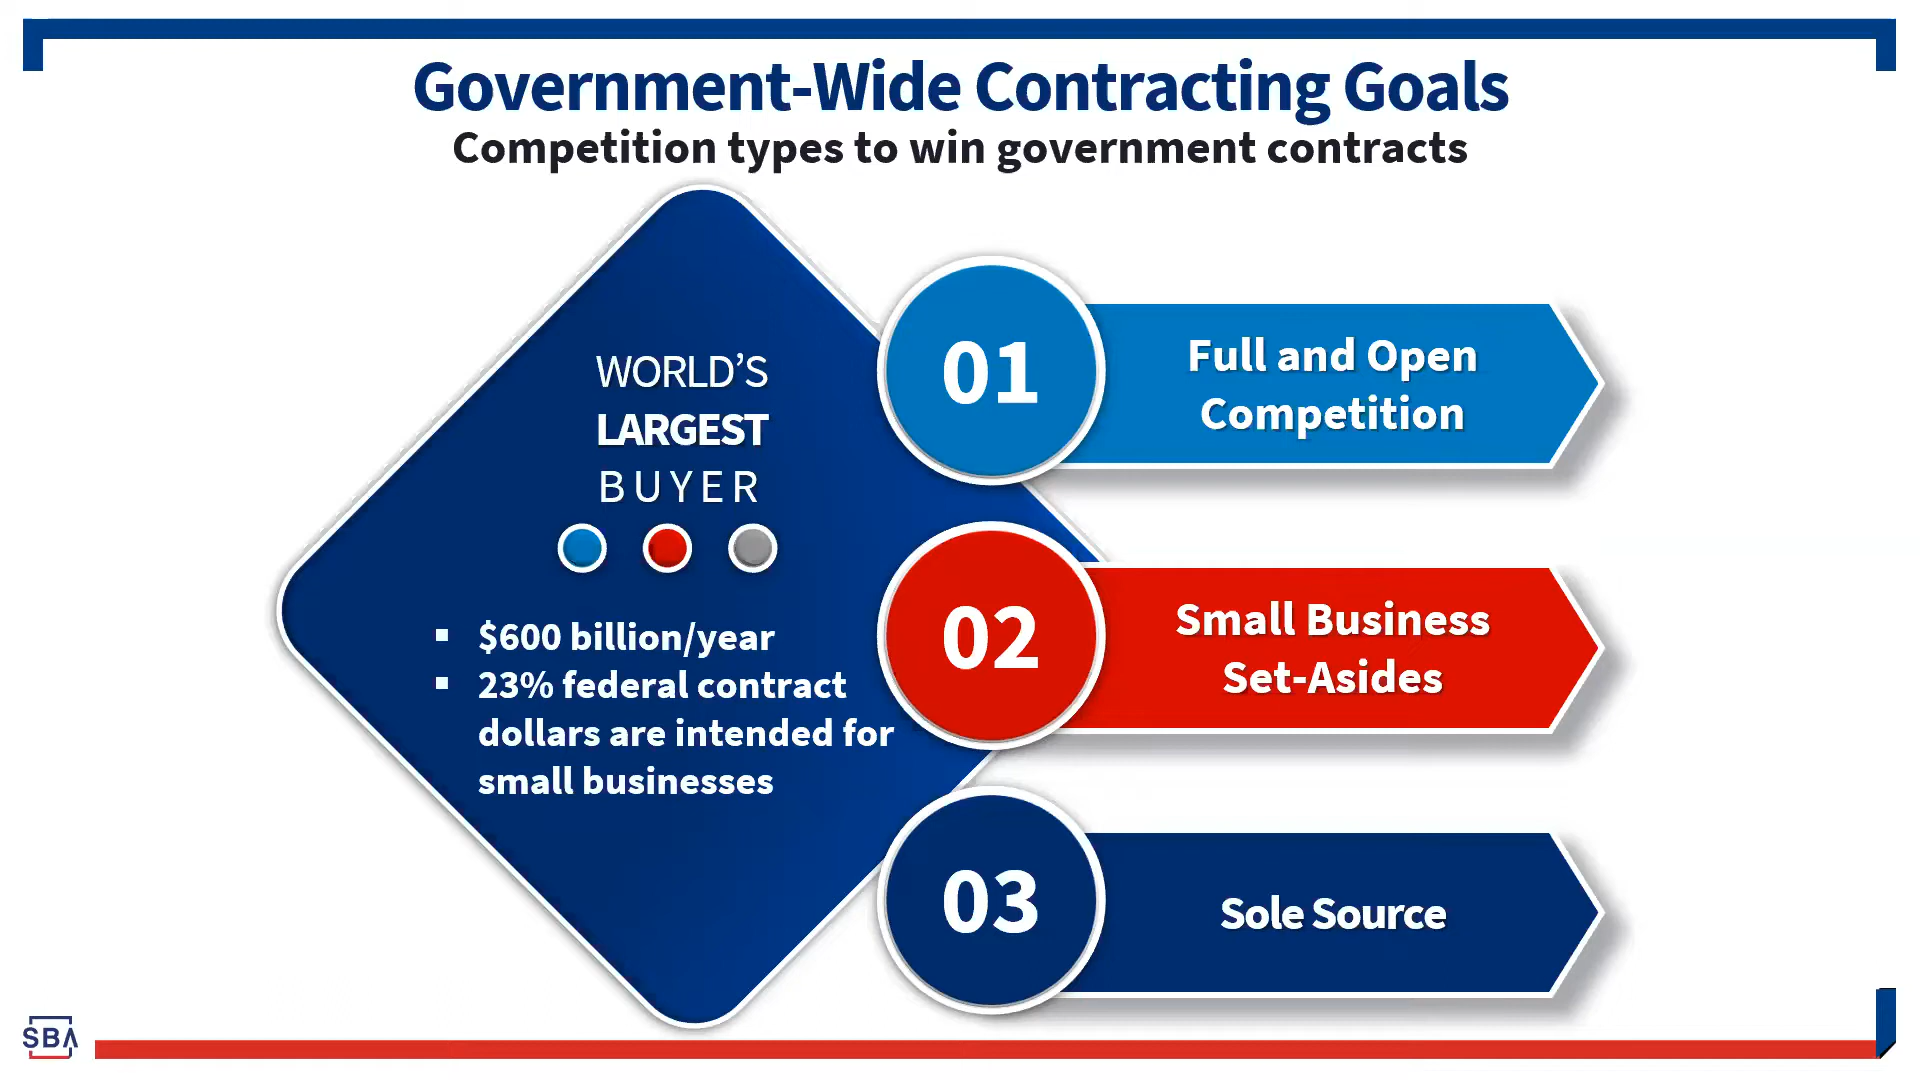 Government-Wide Contracting Goals
Competition types to win government contracts
WORLD’S
LARGEST
BUYER
▪ $600 billion/year
▪ 23% federal contract
dollars are intended for
small businesses
01
Full and Open
Competition
02
Small Business
Set-Asides
03
Sole Source
SBA